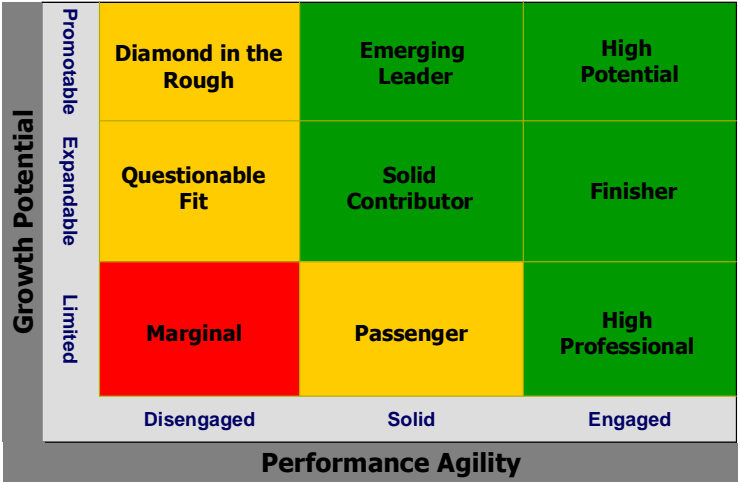 Growth Potential
Promotable
Diamond in the
Rough
Emerging
Leader
High
Potential
Expandable
Questionable
Fit
Solid
Contributor
Finisher
Limited
Marginal
Passenger
High
Professional
Disengaged
Solid
Engaged
Performance Agility